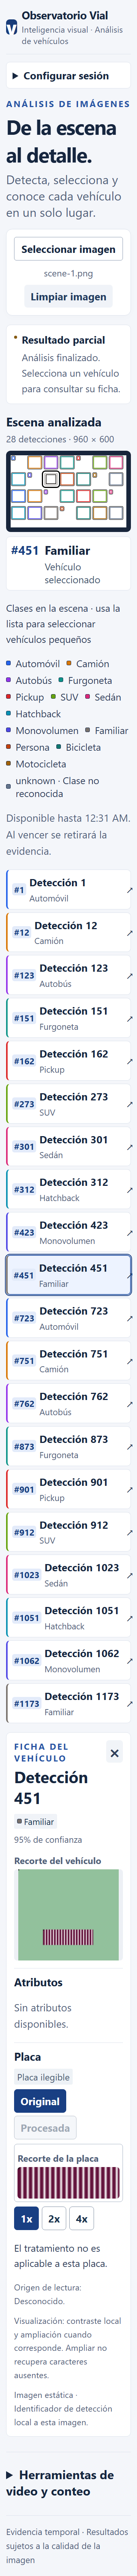 Observatorio Vial
Inteligencia visual · Análisis
de vehículos
Configurar sesión
ANÁLISIS DE IMÁGENES
De la escena
al detalle.
Detecta, selecciona y
conoce cada vehículo
en un solo lugar.
Seleccionar imagen
scene-1.png
Limpiar imagen
Resultado parcial
Análisis finalizado.
Selecciona un vehículo
para consultar su ficha.
Escena analizada
28 detecciones · 960 × 600
#451 Familiar
Vehículo
seleccionado
Clases en la escena · usa la
lista para seleccionar
vehículos pequeños
Automóvil Camión
Autobús Furgoneta
Pickup SUV Sedán
Hatchback
Monovolumen Familiar
Persona Bicicleta
Motocicleta
unknown · Clase no
reconocida
Disponible hasta 12:31 AM.
Al vencer se retirará la
evidencia.
#1 Detección 1 ↗
Automóvil
#12 Detección 12 ↗
Camión
#123 Detección 123 ↗
Autobús
#151 Detección 151 ↗
Furgoneta
#162 Detección 162 ↗
Pickup
#273 Detección 273 ↗
SUV
#301 Detección 301 ↗
Sedán
#312 Detección 312 ↗
Hatchback
#423 Detección 423 ↗
Monovolumen
#451 Detección 451 ↗
Familiar
#723 Detección 723 ↗
Automóvil
#751 Detección 751 ↗
Camión
#762 Detección 762 ↗
Autobús
#873 Detección 873 ↗
Furgoneta
#901 Detección 901 ↗
Pickup
#912 Detección 912 ↗
SUV
#1023 Detección 1023 ↗
Sedán
#1051 Detección 1051 ↗
Hatchback
#1062 Detección 1062 ↗
Monovolumen
#1173 Detección 1173 ↗
Familiar
FICHA DEL
VEHÍCULO
Detección
451
Familiar
95% de confianza
Recorte del vehículo
Atributos
Sin atributos
disponibles.
Placa
Placa ilegible
Original
Procesada
Recorte de la placa
1x 2x 4x
El tratamiento no es
aplicable a esta placa.
Origen de lectura:
Desconocido.
Visualización: contraste local
y ampliación cuando
corresponde. Ampliar no
recupera caracteres
ausentes.
Imagen estática ·
Identificador de detección
local a esta imagen.
Herramientas de
video y conteo
Evidencia temporal · Resultados
sujetos a la calidad de la
imagen